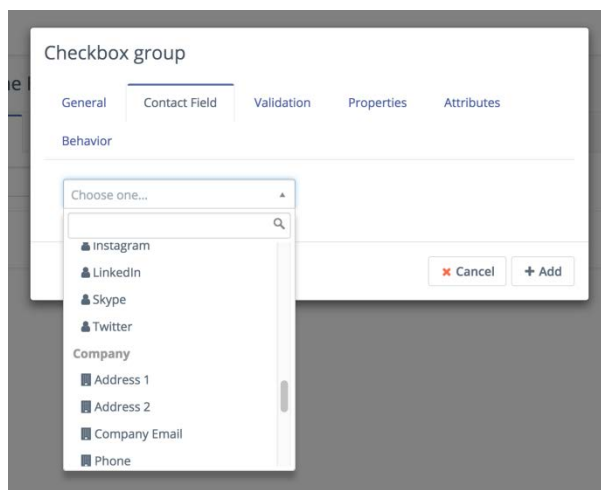 Checkbox group
General Contact Field Validation Properties Attributes
Behavior
Choose one...
Instagram
LinkedIn
Cancel Add
Skype
Twitter
Company
Address 1
Address 2
Company Email
Phone